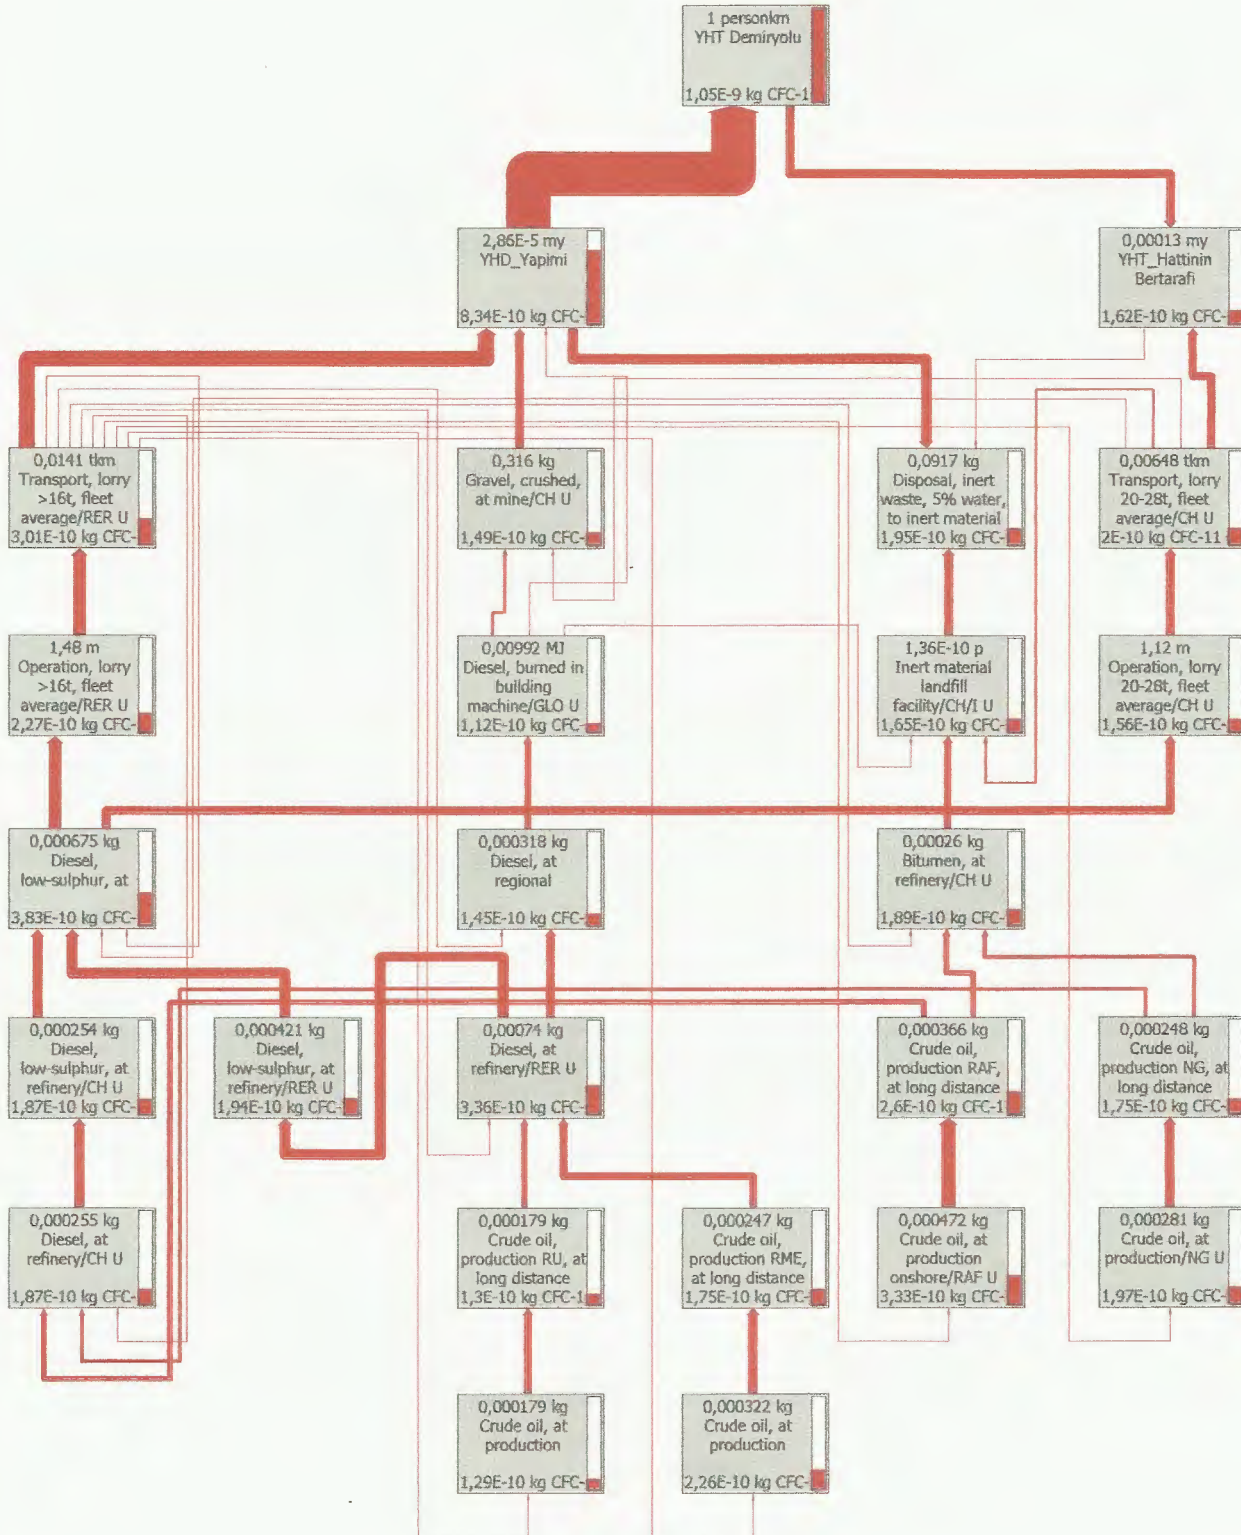 1 personkm
YHT Demiryolu
1,05E-9 kg CFC-1
2,86E-5 my
YHD_Yapimi
8,34E-10 kg CFC-
0,00013 my
YHT_Hattinin
Bertarafi
1,62E-10 kg CFC-
0,0141 tkm
Transport, lorry
>16t, fleet
average/RER U
3,01E-10 kg CFC-
0,316 kg
Gravel, crushed,
at mine/CH U
1,49E-10 kg CFC-
0,0917 kg
Disposal, inert
waste, 5% water,
to inert material
1,95E-10 kg CFC-
0,00648 tkm
Transport, lorry
20-28t, fleet
average/CH U
2E-10 kg CFC-11
1,48 m
Operation, lorry
>16t, fleet
average/RER U
2,27E-10 kg CFC-
0,00992 MJ
Diesel, burned in
building
machine/GLO U
1,12E-10 kg CFC-
1,36E-10 p
Inert material
landfill
facility/CH/I U
1,65E-10 kg CFC-
1,12 m
Operation, lorry
20-28t, fleet
average/CH U
1,56E-10 kg CFC-
0,000675 kg
Diesel,
low-sulphur, at
3,83E-10 kg CFC-
0,000318 kg
Diesel, at
regional
1,45E-10 kg CFC-
0,00026 kg
Bitumen, at
refinery/CH U
1,89E-10 kg CFC-
0,000254 kg
Diesel,
low-sulphur, at
refinery/CH U
1,87E-10 kg CFC-
0,000421 kg
Diesel,
low-sulphur, at
refinery/RER U
1,94E-10 kg CFC-
0,00074 kg
Diesel, at
refinery/RER U
3,36E-10 kg CFC-
0,000366 kg
Crude oil,
production RAF,
at long distance
2,6E-10 kg CFC-1
0,000248 kg
Crude oil,
production NG, at
long distance
1,75E-10 kg CFC-
0,000255 kg
Diesel, at
refinery/CH U
1,87E-10 kg CFC-
0,000179 kg
Crude oil,
production RU, at
long distance
1,3E-10 kg CFC-1
0,000247 kg
Crude oil,
production RME,
at long distance
1,75E-10 kg CFC-
0,000472 kg
Crude oil, at
production
onshore/RAF U
3,33E-10 kg CFC-
0,000281 kg
Crude oil, at
production/NG U
1,97E-10 kg CFC-
0,000179 kg
Crude oil, at
production
1,29E-10 kg CFC-
0,000322 kg
Crude oil, at
production
2,26E-10 kg CFC-